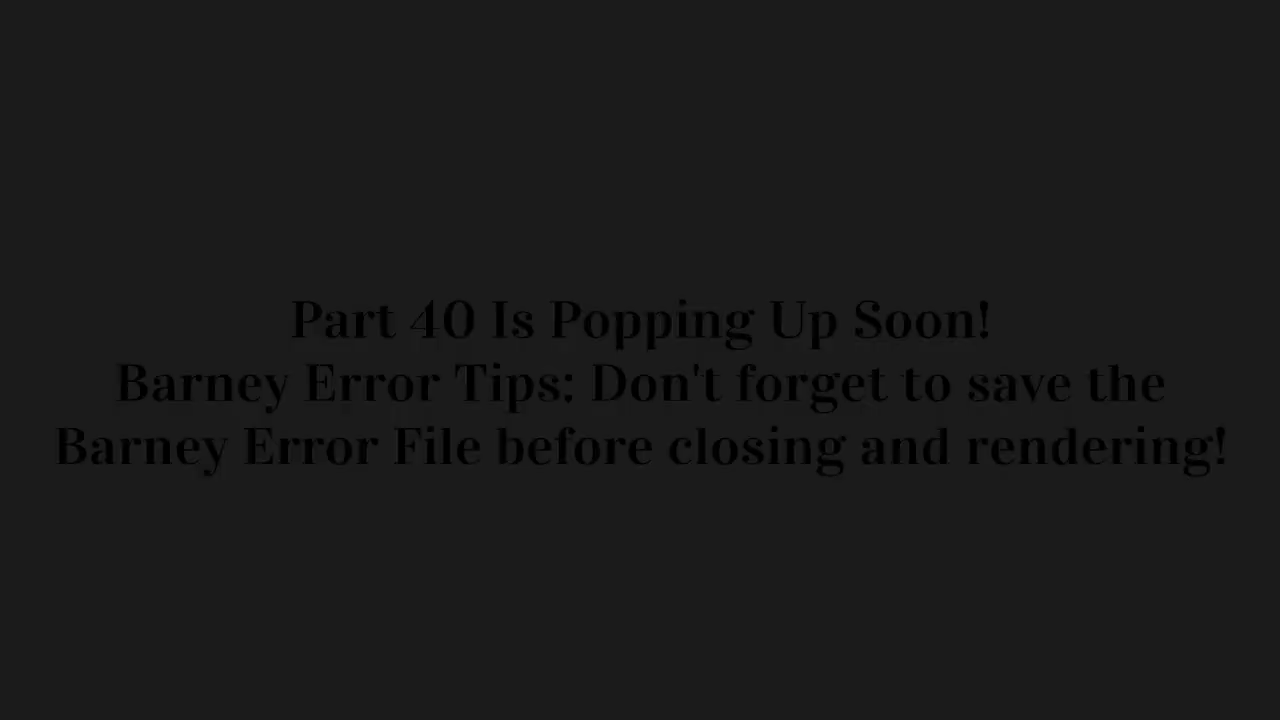 Part 40 Is Popping Up Soon!
Barney Error Tips: Don't forget to save the
Barney Error File before closing and rendering!